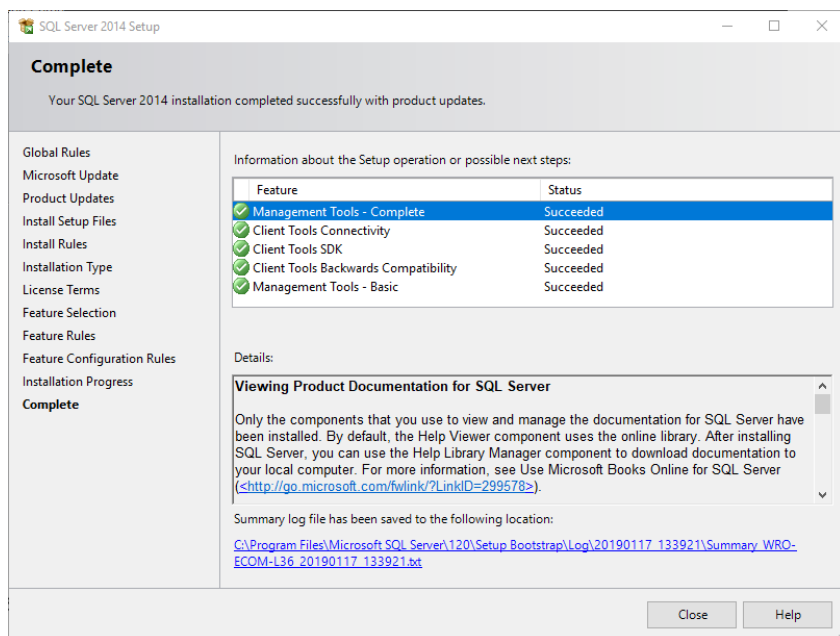 SQL Server 2014 Setup
Complete
Your SQL Server 2014 installation completed successfully with product updates.
Global Rules
Microsoft Update
Product Updates
Install Setup Files
Install Rules
Installation Type
License Terms
Feature Selection
Feature Rules
Feature Configuration Rules
Installation Progress
Complete
Information about the Setup operation or possible next steps:
Feature Status
Management Tools - Complete Succeeded
Client Tools Connectivity Succeeded
Client Tools SDK Succeeded
Client Tools Backwards Compatibility Succeeded
Management Tools - Basic Succeeded
Details:
Viewing Product Documentation for SQL Server
Only the components that you use to view and manage the documentation for SQL Server have
been installed. By default, the Help Viewer component uses the online library. After installing
SQL Server, you can use the Help Library Manager component to download documentation to
your local computer. For more information, see Use Microsoft Books Online for SQL Server
(<http://go.microsoft.com/fwlink/?LinkID=299578>).
Summary log file has been saved to the following location:
C:\Program Files\Microsoft SQL Server\120\Setup Bootstrap\Log\20190117_133921\Summary_WRO-
ECOM-L36_20190117_133921.txt
Close Help